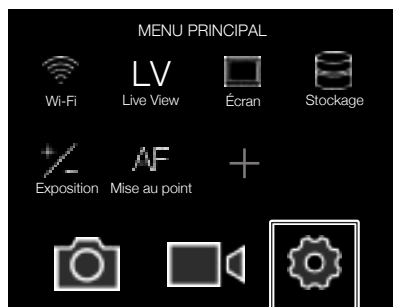 MENU PRINCIPAL
LV
Wi-Fi Live View Écran Stockage
AF
Exposition Mise au point